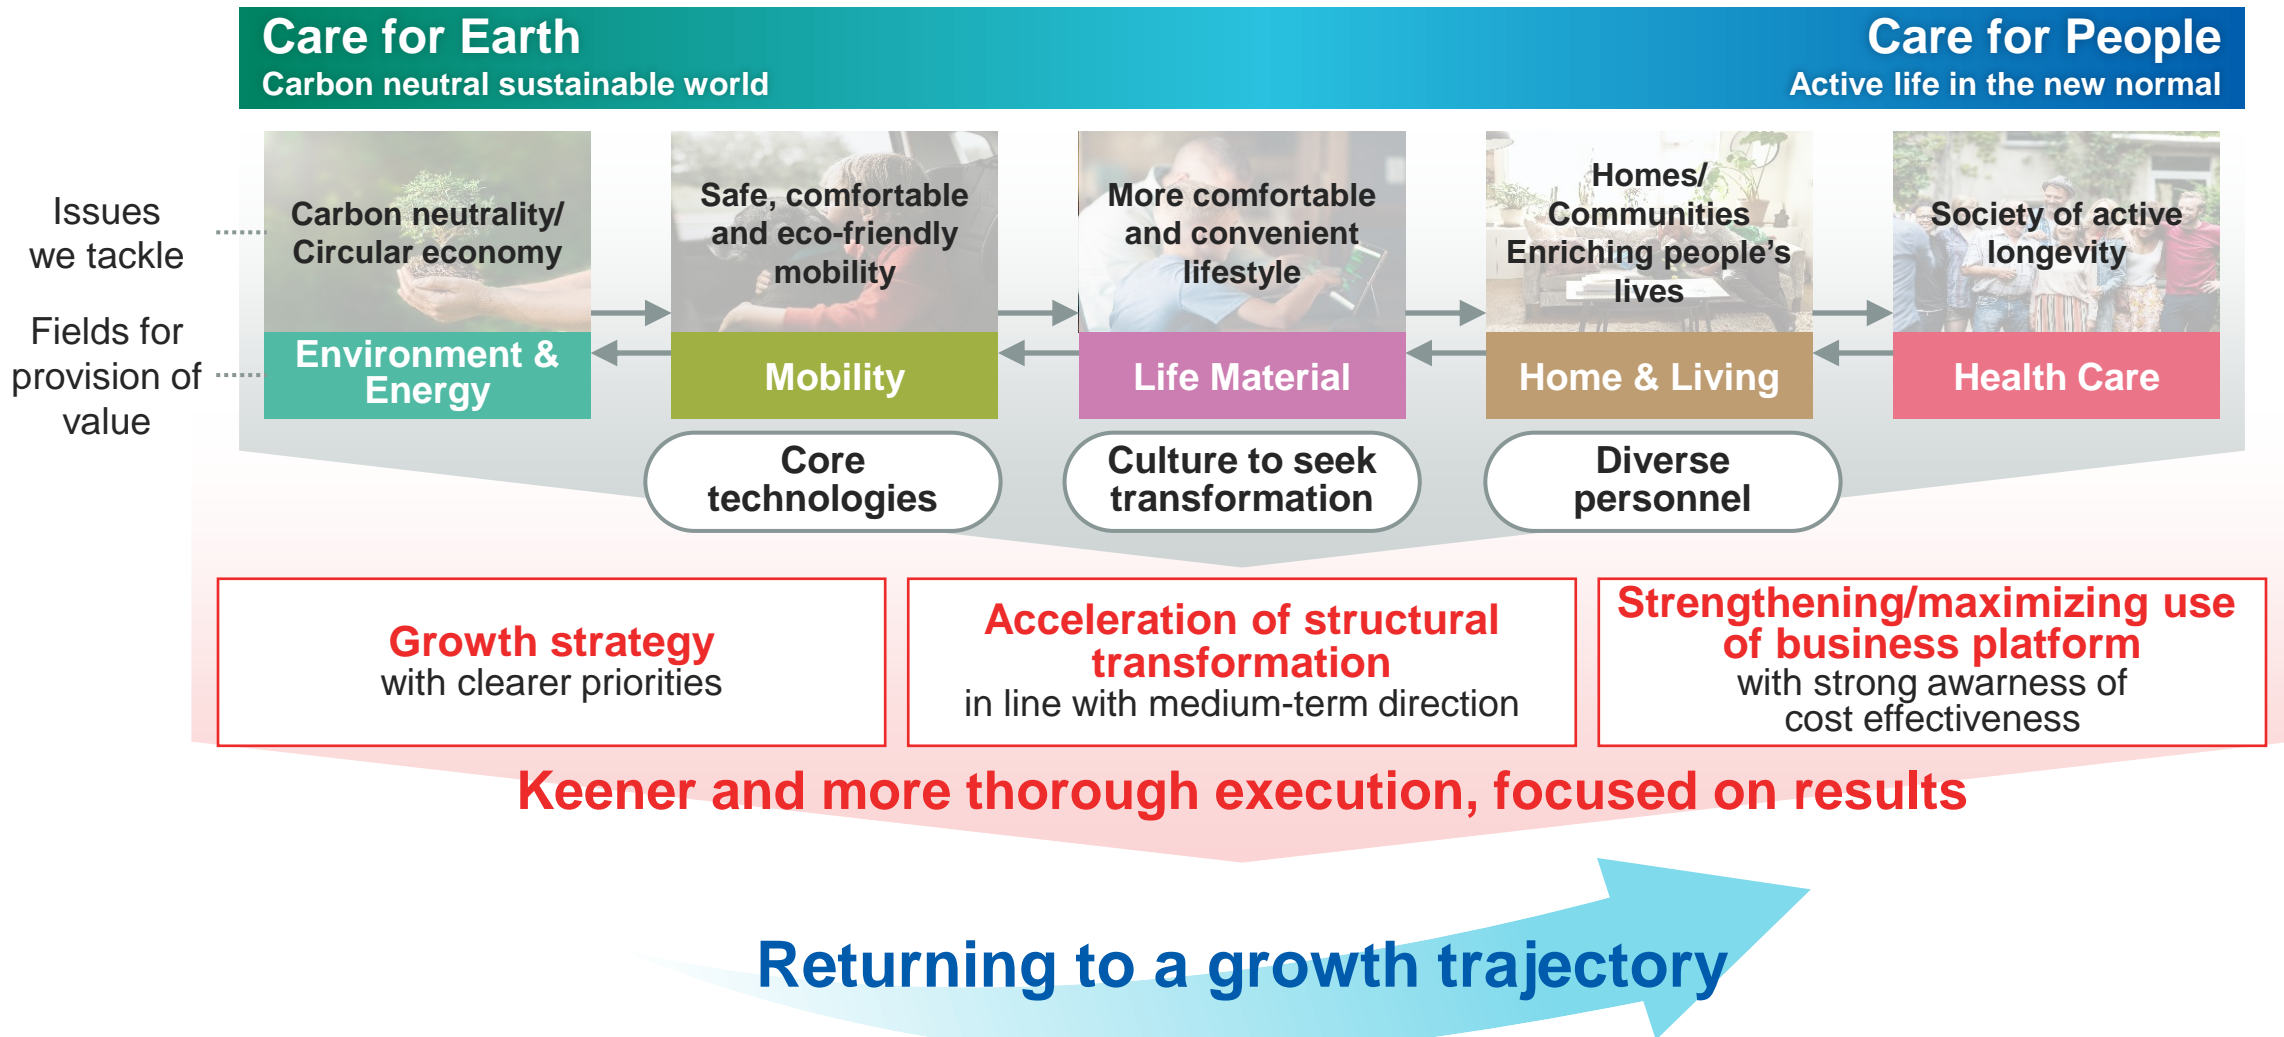 Care for Earth
Carbon neutral sustainable world
Care for People
Active life in the new normal
Issues
we tackle
Carbon neutrality/
Circular economy
Safe, comfortable
and eco-friendly
mobility
More comfortable
and convenient
lifestyle
Homes/
Communities
Enriching people's
lives
Society of active
longevity
Fields for
provision of
value
Environment &
Energy
Mobility
Life Material
Home & Living
Health Care
Core
technologies
Culture to seek
transformation
Diverse
personnel
Growth strategy
with clearer priorities
Acceleration of structural
transformation
in line with medium-term direction
Strengthening/maximizing use
of business platform
with strong awarness of
cost effectiveness
Keener and more thorough execution, focused on results
Returning to a growth trajectory